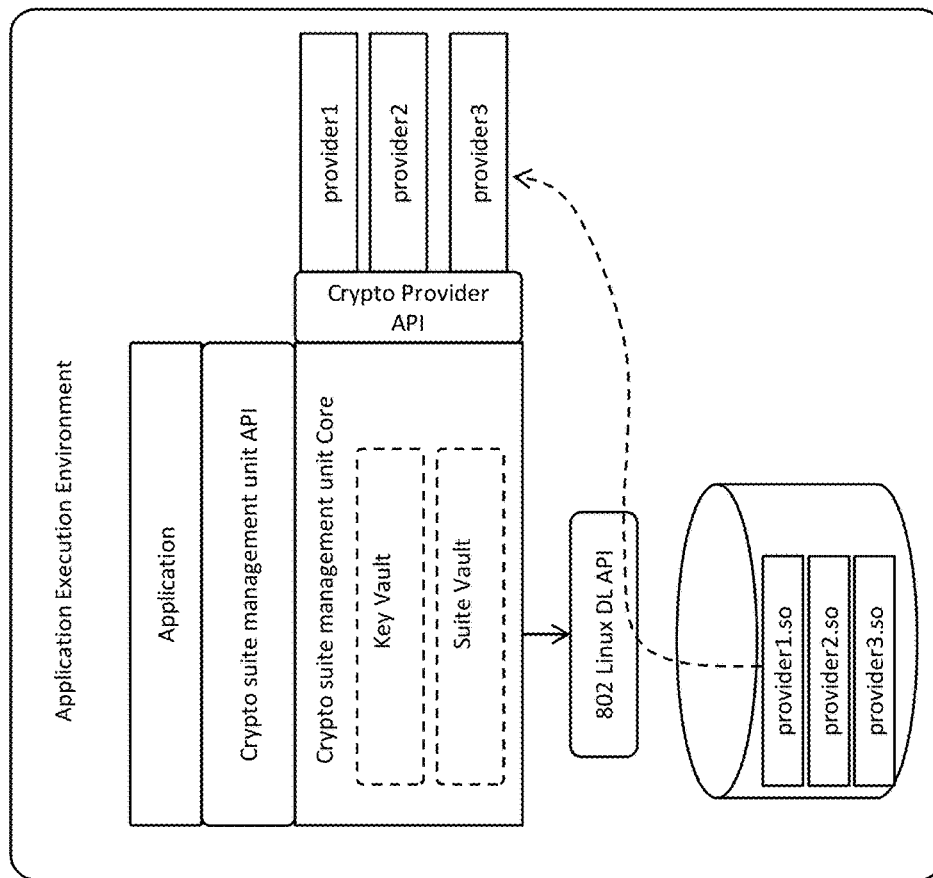 Application Execution Environment
Application
Crypto suite management unit API
Crypto suite management unit Core
Key Vault
Suite Vault
Crypto Provider
API
provider1
provider2
provider3
802 Linux DL API
provider1.so
provider2.so
provider3.so